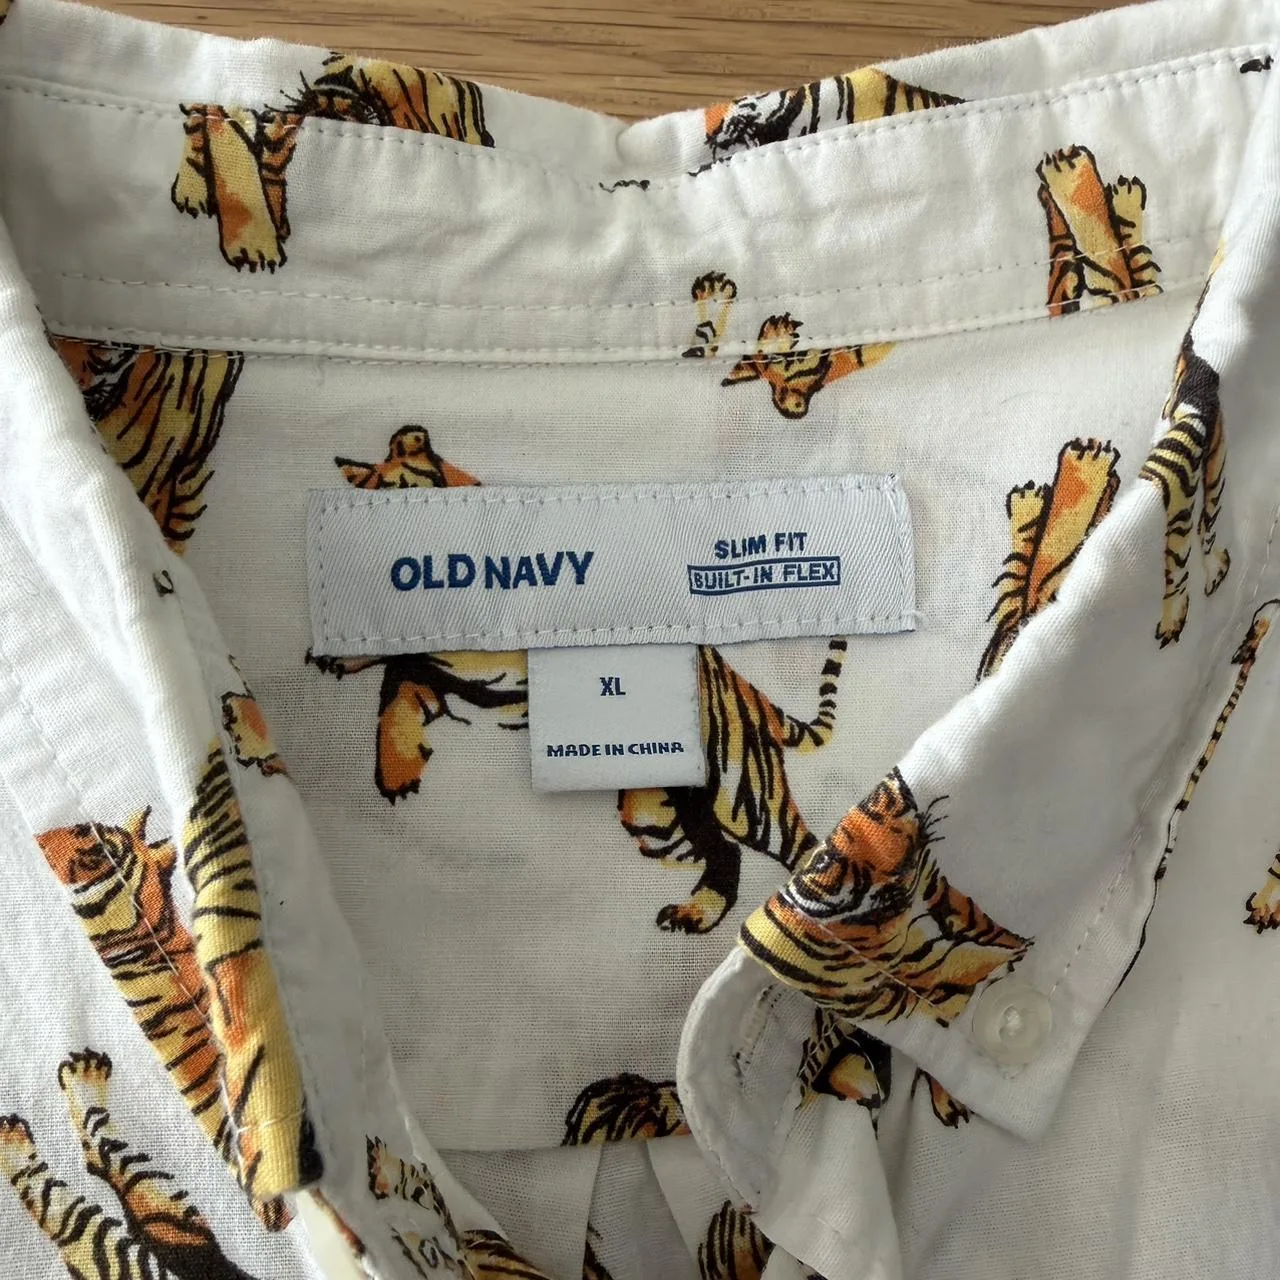 OLD NAVY
SLIM FIT
BUILT-IN FLEX
XL
MADE IN CHINA